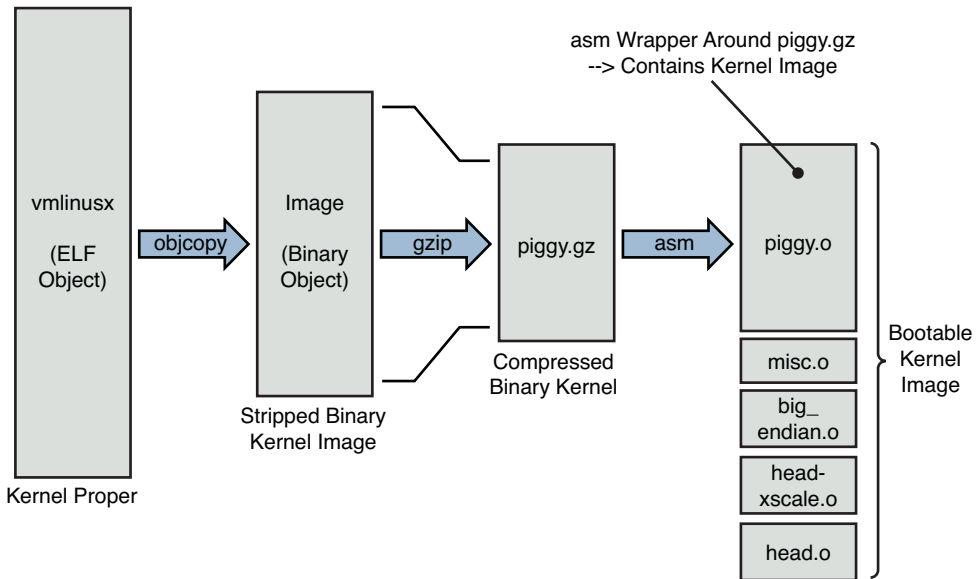 asm Wrapper Around piggy.gz
--> Contains Kernel Image
vmlinusx
(ELF
Object)
Kernel Proper
objcopy
Image
(Binary
Object)
Stripped Binary
Kernel Image
gzip
piggy.gz
Compressed
Binary Kernel
asm
piggy.o
misc.o
big_
endian.o
head-
xscale.o
head.o
Bootable
Kernel
Image